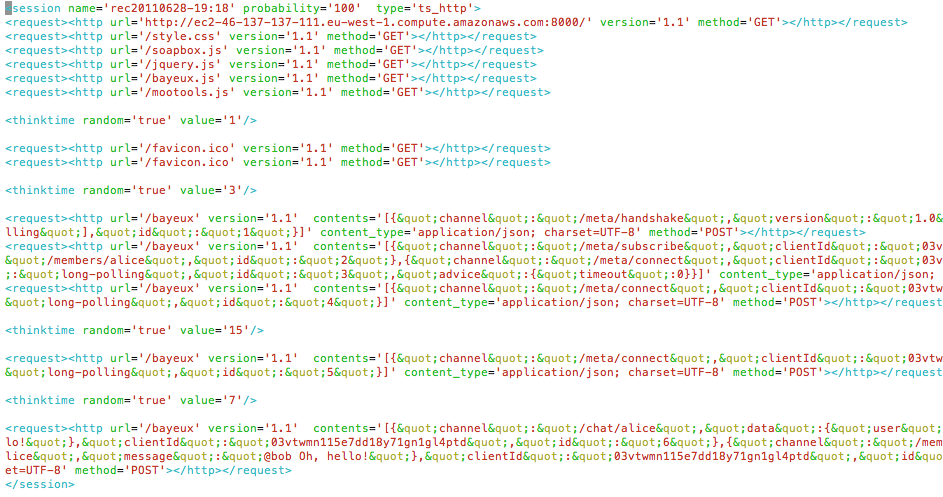 <session name='rec20110628-19:18' probability='100'  type='ts_http'>
<request><http url='http://ec2-46-137-137-111.eu-west-1.compute.amazonaws.com:8000/' version='1.1' method='GET'></http></request>
<request><http url='/style.css' version='1.1' method='GET'></http></request>
<request><http url='/soapbox.js' version='1.1' method='GET'></http></request>
<request><http url='/jquery.js' version='1.1' method='GET'></http></request>
<request><http url='/bayeux.js' version='1.1' method='GET'></http></request>
<request><http url='/mootools.js' version='1.1' method='GET'></http></request>
<thinktime random='true' value='1'/>
<request><http url='/favicon.ico' version='1.1' method='GET'></http></request>
<request><http url='/favicon.ico' version='1.1' method='GET'></http></request>
<thinktime random='true' value='3'/>
<request><http url='/bayeux' version='1.1'  contents='[{&quot;channel&quot;:&quot;/meta/handshake&quot;,&quot;version&quot;:&quot;1.0&
lling&quot;],&quot;id&quot;:&quot;1&quot;}]' content_type='application/json; charset=UTF-8' method='POST'></http></request>
<request><http url='/bayeux' version='1.1'  contents='[{&quot;channel&quot;:&quot;/meta/subscribe&quot;,&quot;clientId&quot;:&quot;03v
&quot;/members/alice&quot;,&quot;id&quot;:&quot;2&quot;},{&quot;channel&quot;:&quot;/meta/connect&quot;,&quot;clientId&quot;:&quot;03v
;:&quot;long-polling&quot;,&quot;id&quot;:&quot;3&quot;,&quot;advice&quot;:{&quot;timeout&quot;:0}}]' content_type='application/json;
<request><http url='/bayeux' version='1.1'  contents='[{&quot;channel&quot;:&quot;/meta/connect&quot;,&quot;clientId&quot;:&quot;03vtw
&quot;long-polling&quot;,&quot;id&quot;:&quot;4&quot;}]' content_type='application/json; charset=UTF-8' method='POST'></http></request
<thinktime random='true' value='15'/>
<request><http url='/bayeux' version='1.1'  contents='[{&quot;channel&quot;:&quot;/meta/connect&quot;,&quot;clientId&quot;:&quot;03vtw
&quot;long-polling&quot;,&quot;id&quot;:&quot;5&quot;}]' content_type='application/json; charset=UTF-8' method='POST'></http></request
<thinktime random='true' value='7'/>
<request><http url='/bayeux' version='1.1'  contents='[{&quot;channel&quot;:&quot;/chat/alice&quot;,&quot;data&quot;:{&quot;user&quot
lo!&quot;},&quot;clientId&quot;:&quot;03vtwmn115e7dd18y71gn1gl4ptd&quot;,&quot;id&quot;:&quot;6&quot;},{&quot;channel&quot;:&quot;/mem
lice&quot;,&quot;message&quot;:&quot;@bob Oh, hello!&quot;},&quot;clientId&quot;:&quot;03vtwmn115e7dd18y71gn1gl4ptd&quot;,&quot;id&quo
et=UTF-8' method='POST'></http></request>
</session>